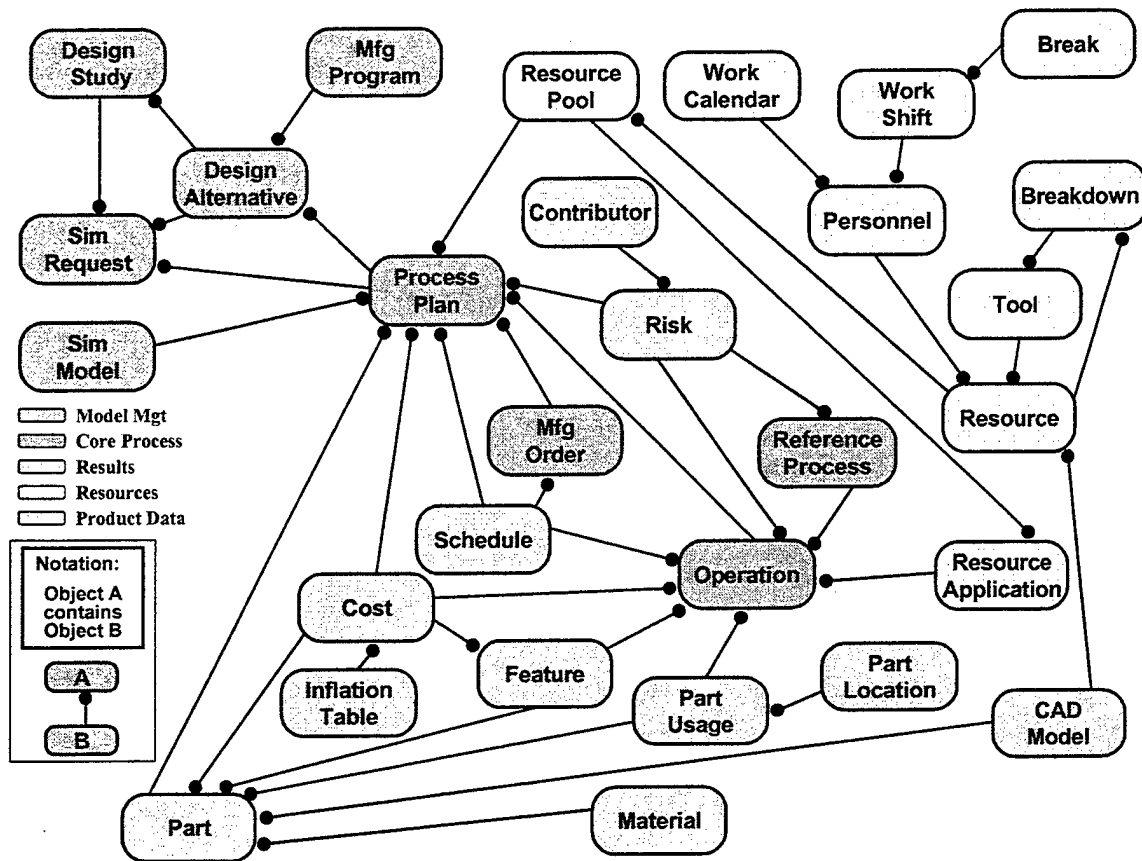 Design
Study
Mfg
Program
Resource
Pool
Work
Calendar
Work
Shift
Break
Design
Alternative
Sim
Request
Contributor
Personnel
Breakdown
Process
Plan
Risk
Tool
Sim
Model
Resource
Model Mgt
Core Process
Results
Resources
Product Data
Mfg
Order
Reference
Process
Schedule
Operation
Resource
Application
Notation:
Object A
contains
Object B
A
B
Cost
Inflation
Table
Feature
Part
Usage
Part
Location
CAD
Model
Part
Material